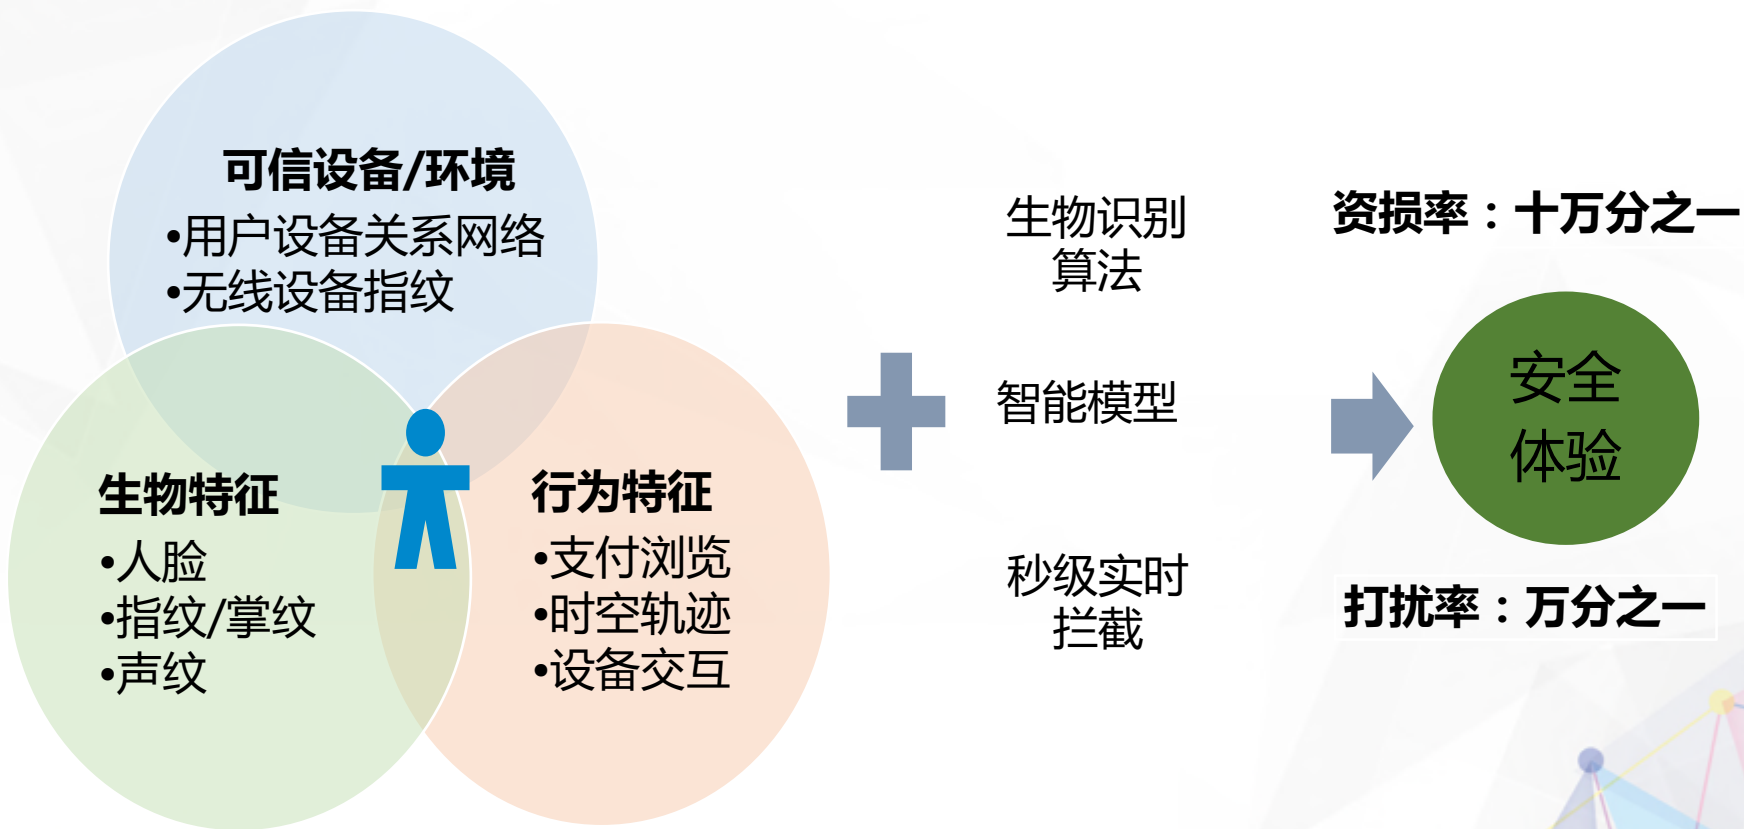 可信设备/环境
•用户设备关系网络
•无线设备指纹
生物特征
•人脸
•指纹/掌纹
•声纹
行为特征
•支付浏览
•时空轨迹
•设备交互
生物识别
算法
智能模型
秒级实时
拦截
资损率：十万分之一
安全
体验
打扰率：万分之一